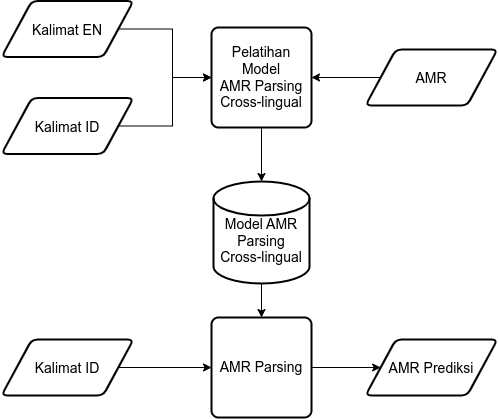 Kalimat EN
Kalimat ID
Pelatihan
Model
AMR Parsing
Cross-lingual
AMR
Model AMR
Parsing
Cross-lingual
Kalimat ID
AMR Parsing
AMR Prediksi